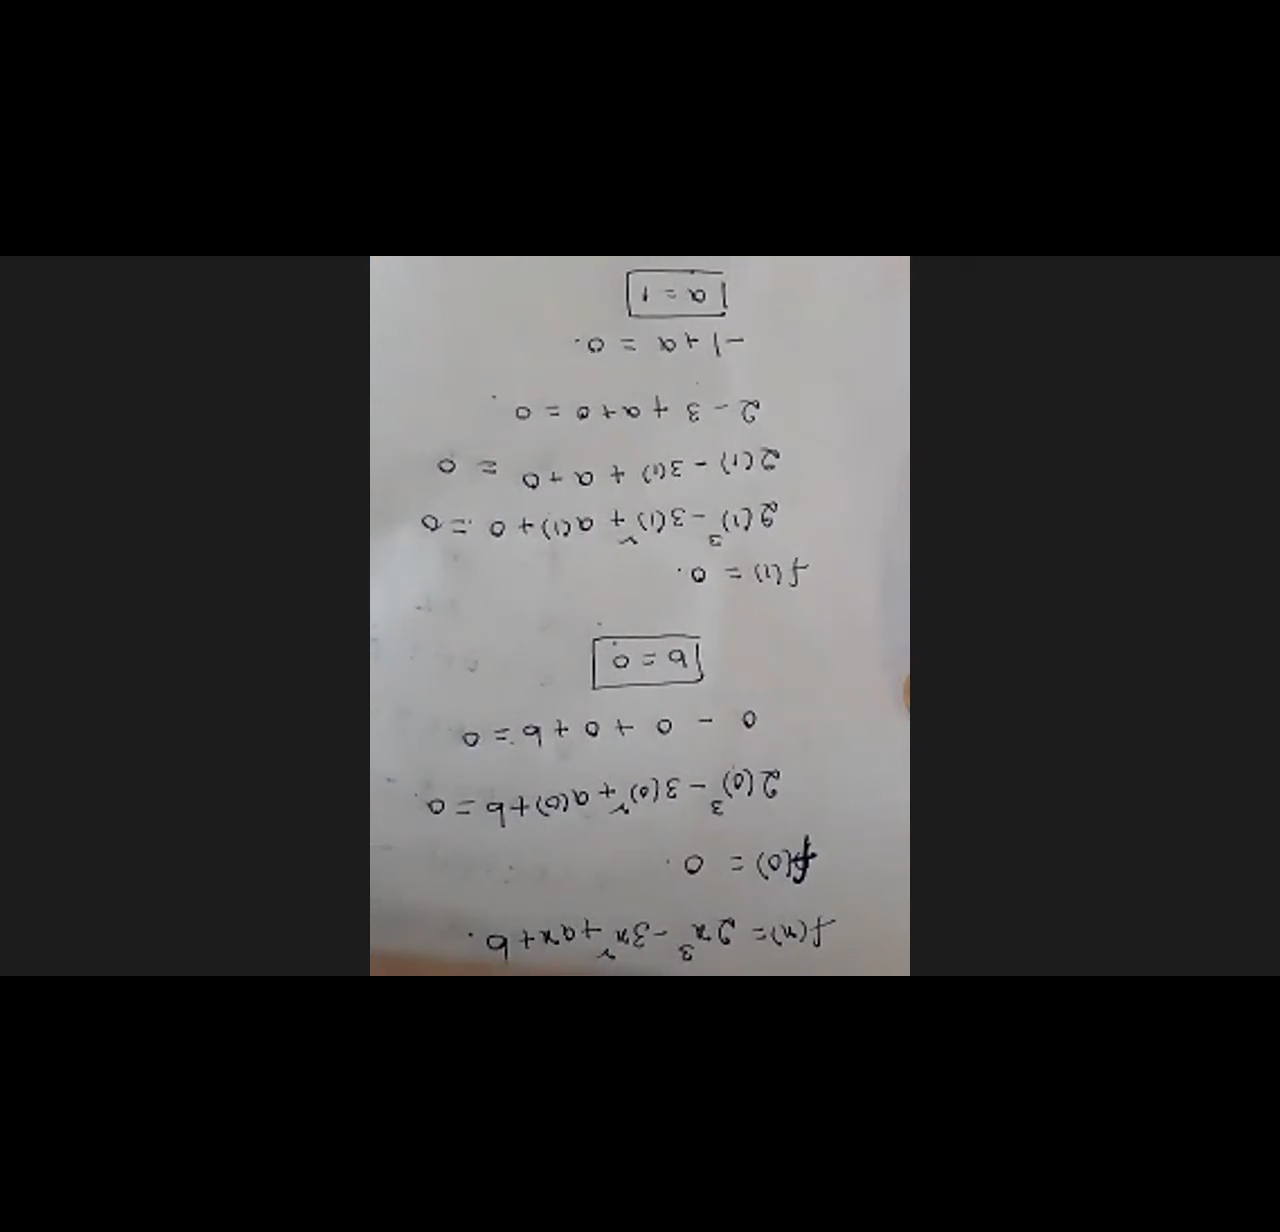 f(x) = 2x³ - 3x² + ax + b.
f(0) = 0.
2(0)³ - 3(0)² + a(0) + b = 0
0 - 0 + 0 + b = 0
b = 0
f(1) = 0.
2(1)³ - 3(1)² + a(1) + 0 = 0
2(1) - 3(1) + a + 0 = 0
2 - 3 + a + 0 = 0
-1 + a = 0.
a = 1